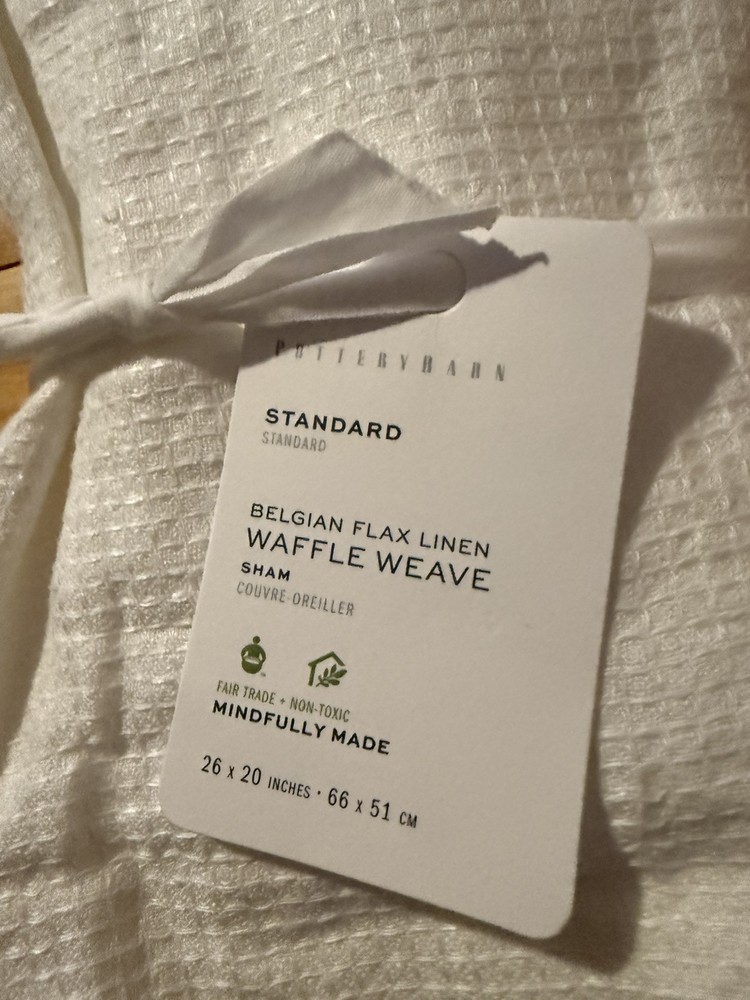 POTTERYBARN
STANDARD
STANDARD
BELGIAN FLAX LINEN
WAFFLE WEAVE
SHAM
COUVRE-OREILLER
FAIR TRADE + NON-TOXIC
MINDFULLY MADE
26 x 20 INCHES · 66 x 51 CM